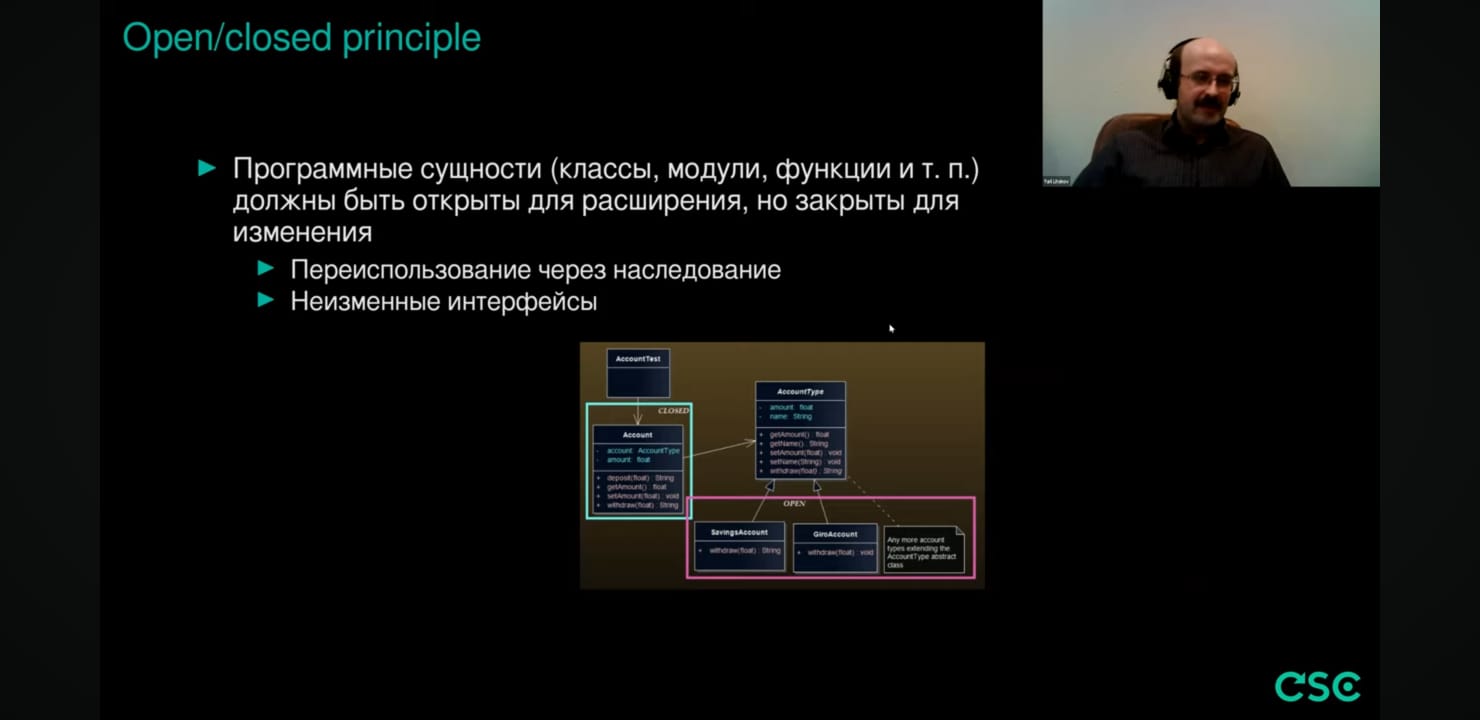 Open/closed principle
Программные сущности (классы, модули, функции и т. п.)
должны быть открыты для расширения, но закрыты для
изменения
Переиспользование через наследование
Неизменные интерфейсы
AccountTest
CLOSED
Account
- account: AccountType
- amount: float
+ deposit(float) : String
+ getAmount() : float
+ setAmount(float) : void
+ withdraw(float) : String
AccountType
- amount: float
- name: String
+ getAmount() : float
+ getName() : String
+ setAmount(float) : void
+ setName(String) : void
+ withdraw(float) : String
OPEN
SavingsAccount
+ withdraw(float) : String
GiroAccount
+ withdraw(float) : void
Any more account
types extending the
AccountType abstract
class
CSC